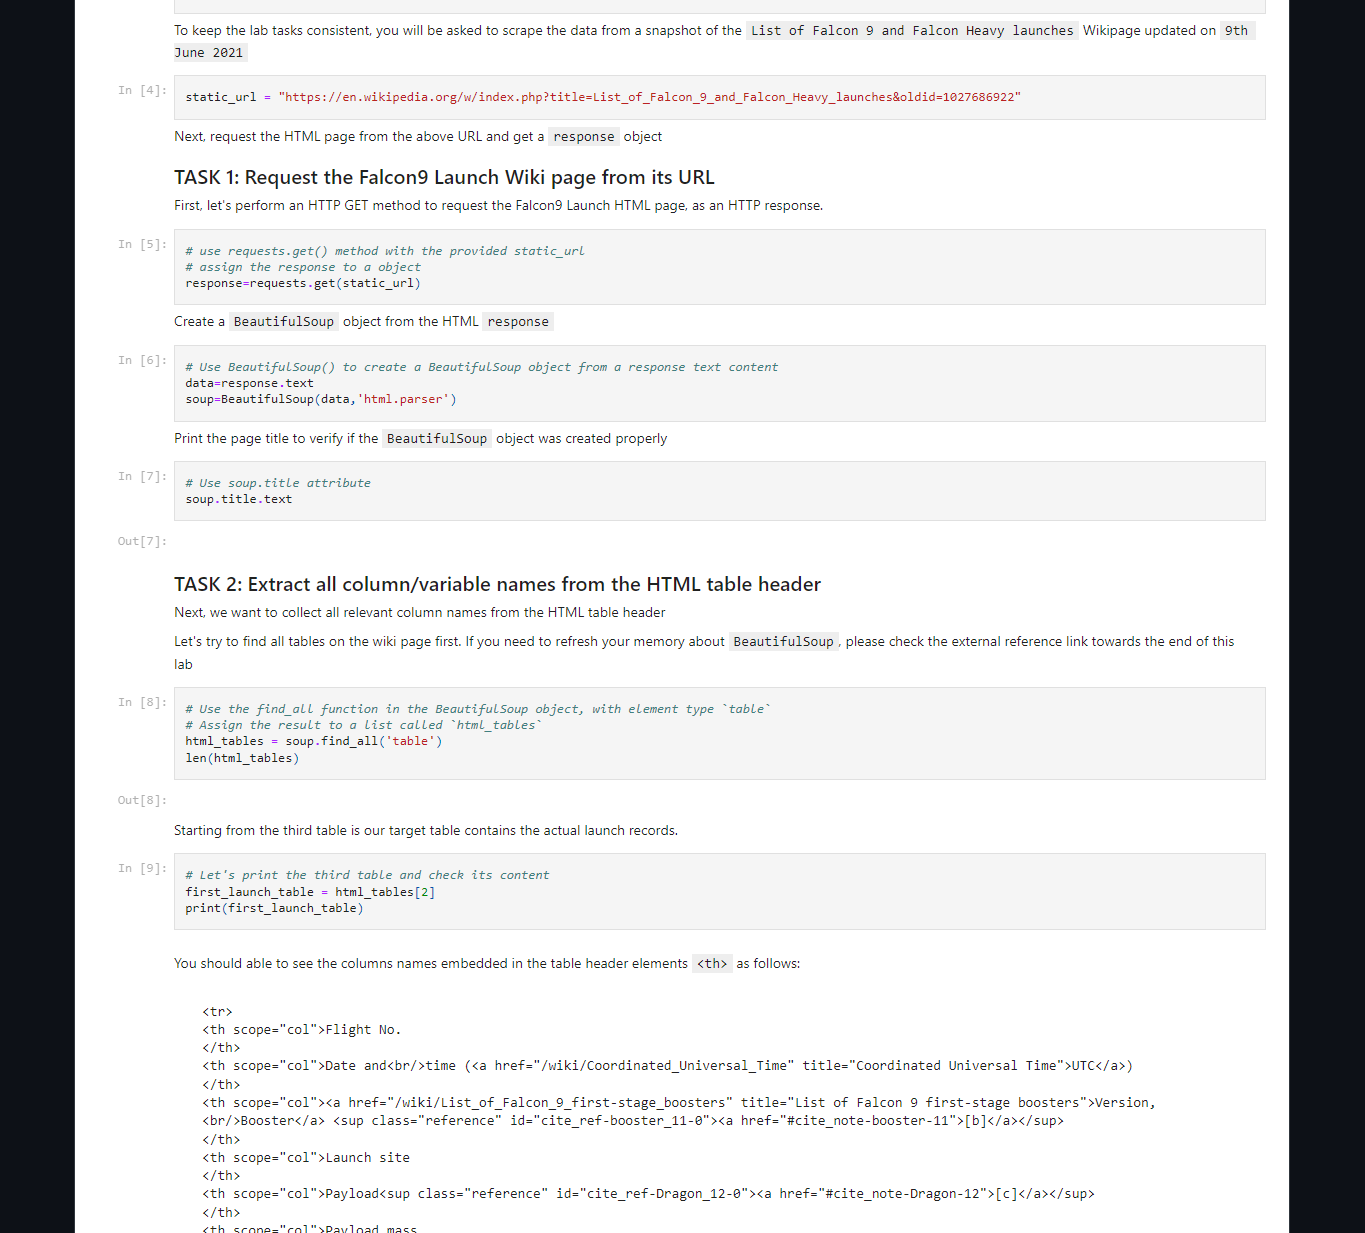 To keep the lab tasks consistent, you will be asked to scrape the data from a snapshot of the List of Falcon 9 and Falcon Heavy launches Wikipage updated on 9th
June 2021
In [4]:
static_url = "https://en.wikipedia.org/w/index.php?title=List_of_Falcon_9_and_Falcon_Heavy_launches&oldid=1027686922"
Next, request the HTML page from the above URL and get a response object
TASK 1: Request the Falcon9 Launch Wiki page from its URL
First, let's perform an HTTP GET method to request the Falcon9 Launch HTML page, as an HTTP response.
In [5]:
# use requests.get() method with the provided static_url
# assign the response to a object
response=requests.get(static_url)
Create a BeautifulSoup object from the HTML response
In [6]:
# Use BeautifulSoup() to create a BeautifulSoup object from a response text content
data=response.text
soup=BeautifulSoup(data,'html.parser')
Print the page title to verify if the BeautifulSoup object was created properly
In [7]:
# Use soup.title attribute
soup.title.text
Out[7]:
TASK 2: Extract all column/variable names from the HTML table header
Next, we want to collect all relevant column names from the HTML table header
Let's try to find all tables on the wiki page first. If you need to refresh your memory about BeautifulSoup, please check the external reference link towards the end of this
lab
In [8]:
# Use the find_all function in the BeautifulSoup object, with element type `table`
# Assign the result to a list called `html_tables`
html_tables = soup.find_all('table')
len(html_tables)
Out[8]:
Starting from the third table is our target table contains the actual launch records.
In [9]:
# Let's print the third table and check its content
first_launch_table = html_tables[2]
print(first_launch_table)
You should able to see the columns names embedded in the table header elements <th> as follows:
<tr>
<th scope="col">Flight No.
</th>
<th scope="col">Date and<br/>time (<a href="/wiki/Coordinated_Universal_Time" title="Coordinated Universal Time">UTC</a>)
</th>
<th scope="col"><a href="/wiki/List_of_Falcon_9_first-stage_boosters" title="List of Falcon 9 first-stage boosters">Version,
<br/>Booster</a> <sup class="reference" id="cite_ref-booster_11-0"><a href="#cite_note-booster-11">[b]</a></sup>
</th>
<th scope="col">Launch site
</th>
<th scope="col">Payload<sup class="reference" id="cite_ref-Dragon_12-0"><a href="#cite_note-Dragon-12">[c]</a></sup>
</th>
<th scope="col">Payload mass